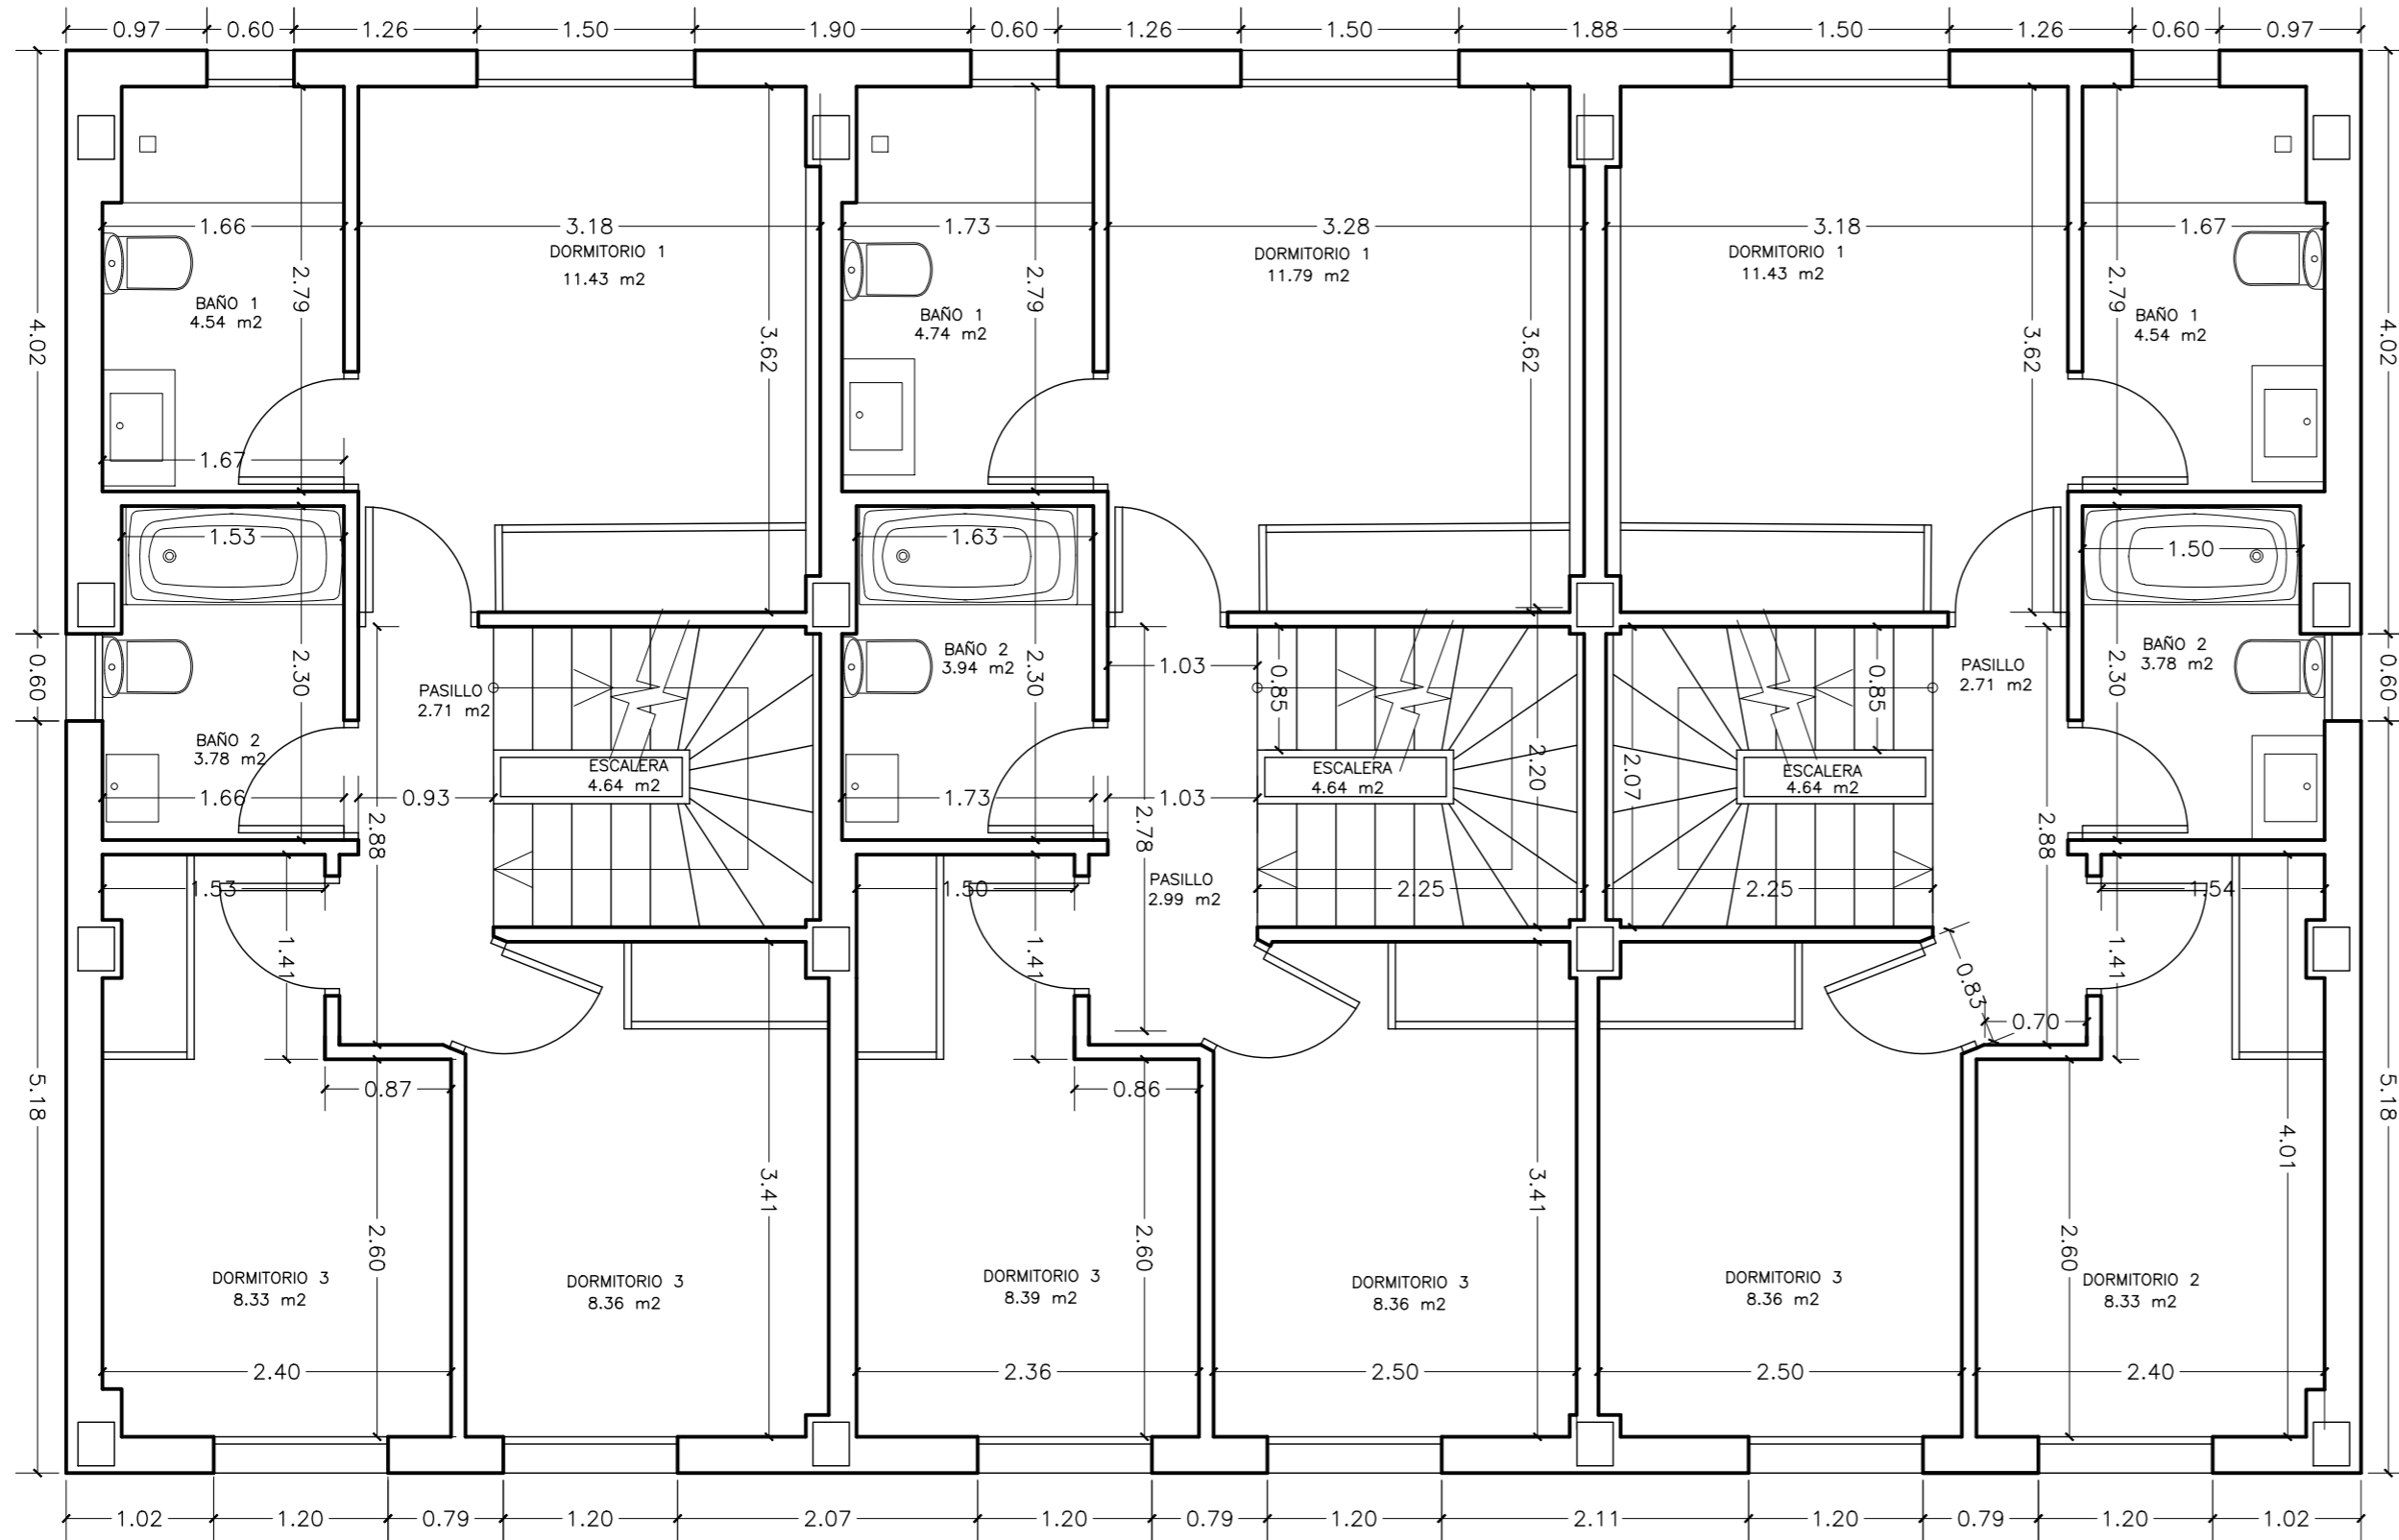 0.97 0.60 1.26 1.50 1.90 0.60 1.26 1.50 1.88 1.50 1.26 0.60 0.97
1.66 3.18 1.73 3.28 3.18 1.67
DORMITORIO 1
11.43 m2
DORMITORIO 1
11.79 m2
DORMITORIO 1
11.43 m2
2.79 2.79 2.79
BAÑO 1
4.54 m2
BAÑO 1
4.74 m2
BAÑO 1
4.54 m2
4.02 3.62 3.62 3.62 4.02
1.67
1.53 1.63 1.50
0.60 2.30 2.30 2.30 0.60
PASILLO
2.71 m2
BAÑO 2
3.94 m2
1.03
0.85 0.85
PASILLO
2.71 m2
BAÑO 2
3.78 m2
BAÑO 2
3.78 m2
ESCALERA
4.64 m2
ESCALERA
4.64 m2
ESCALERA
4.64 m2
2.20 2.07
1.66 0.93 1.73 1.03
2.88 2.78 2.88
1.53 1.50
PASILLO
2.99 m2
2.25 2.25 1.54
1.41 1.41 0.83 1.41
0.70
5.18 0.87 0.86 5.18
4.01
3.41 3.41
2.60 2.60 2.60
DORMITORIO 3
8.33 m2
DORMITORIO 3
8.36 m2
DORMITORIO 3
8.39 m2
DORMITORIO 3
8.36 m2
DORMITORIO 3
8.36 m2
DORMITORIO 2
8.33 m2
2.40 2.36 2.50 2.50 2.40
1.02 1.20 0.79 1.20 2.07 1.20 0.79 1.20 2.11 1.20 0.79 1.20 1.02